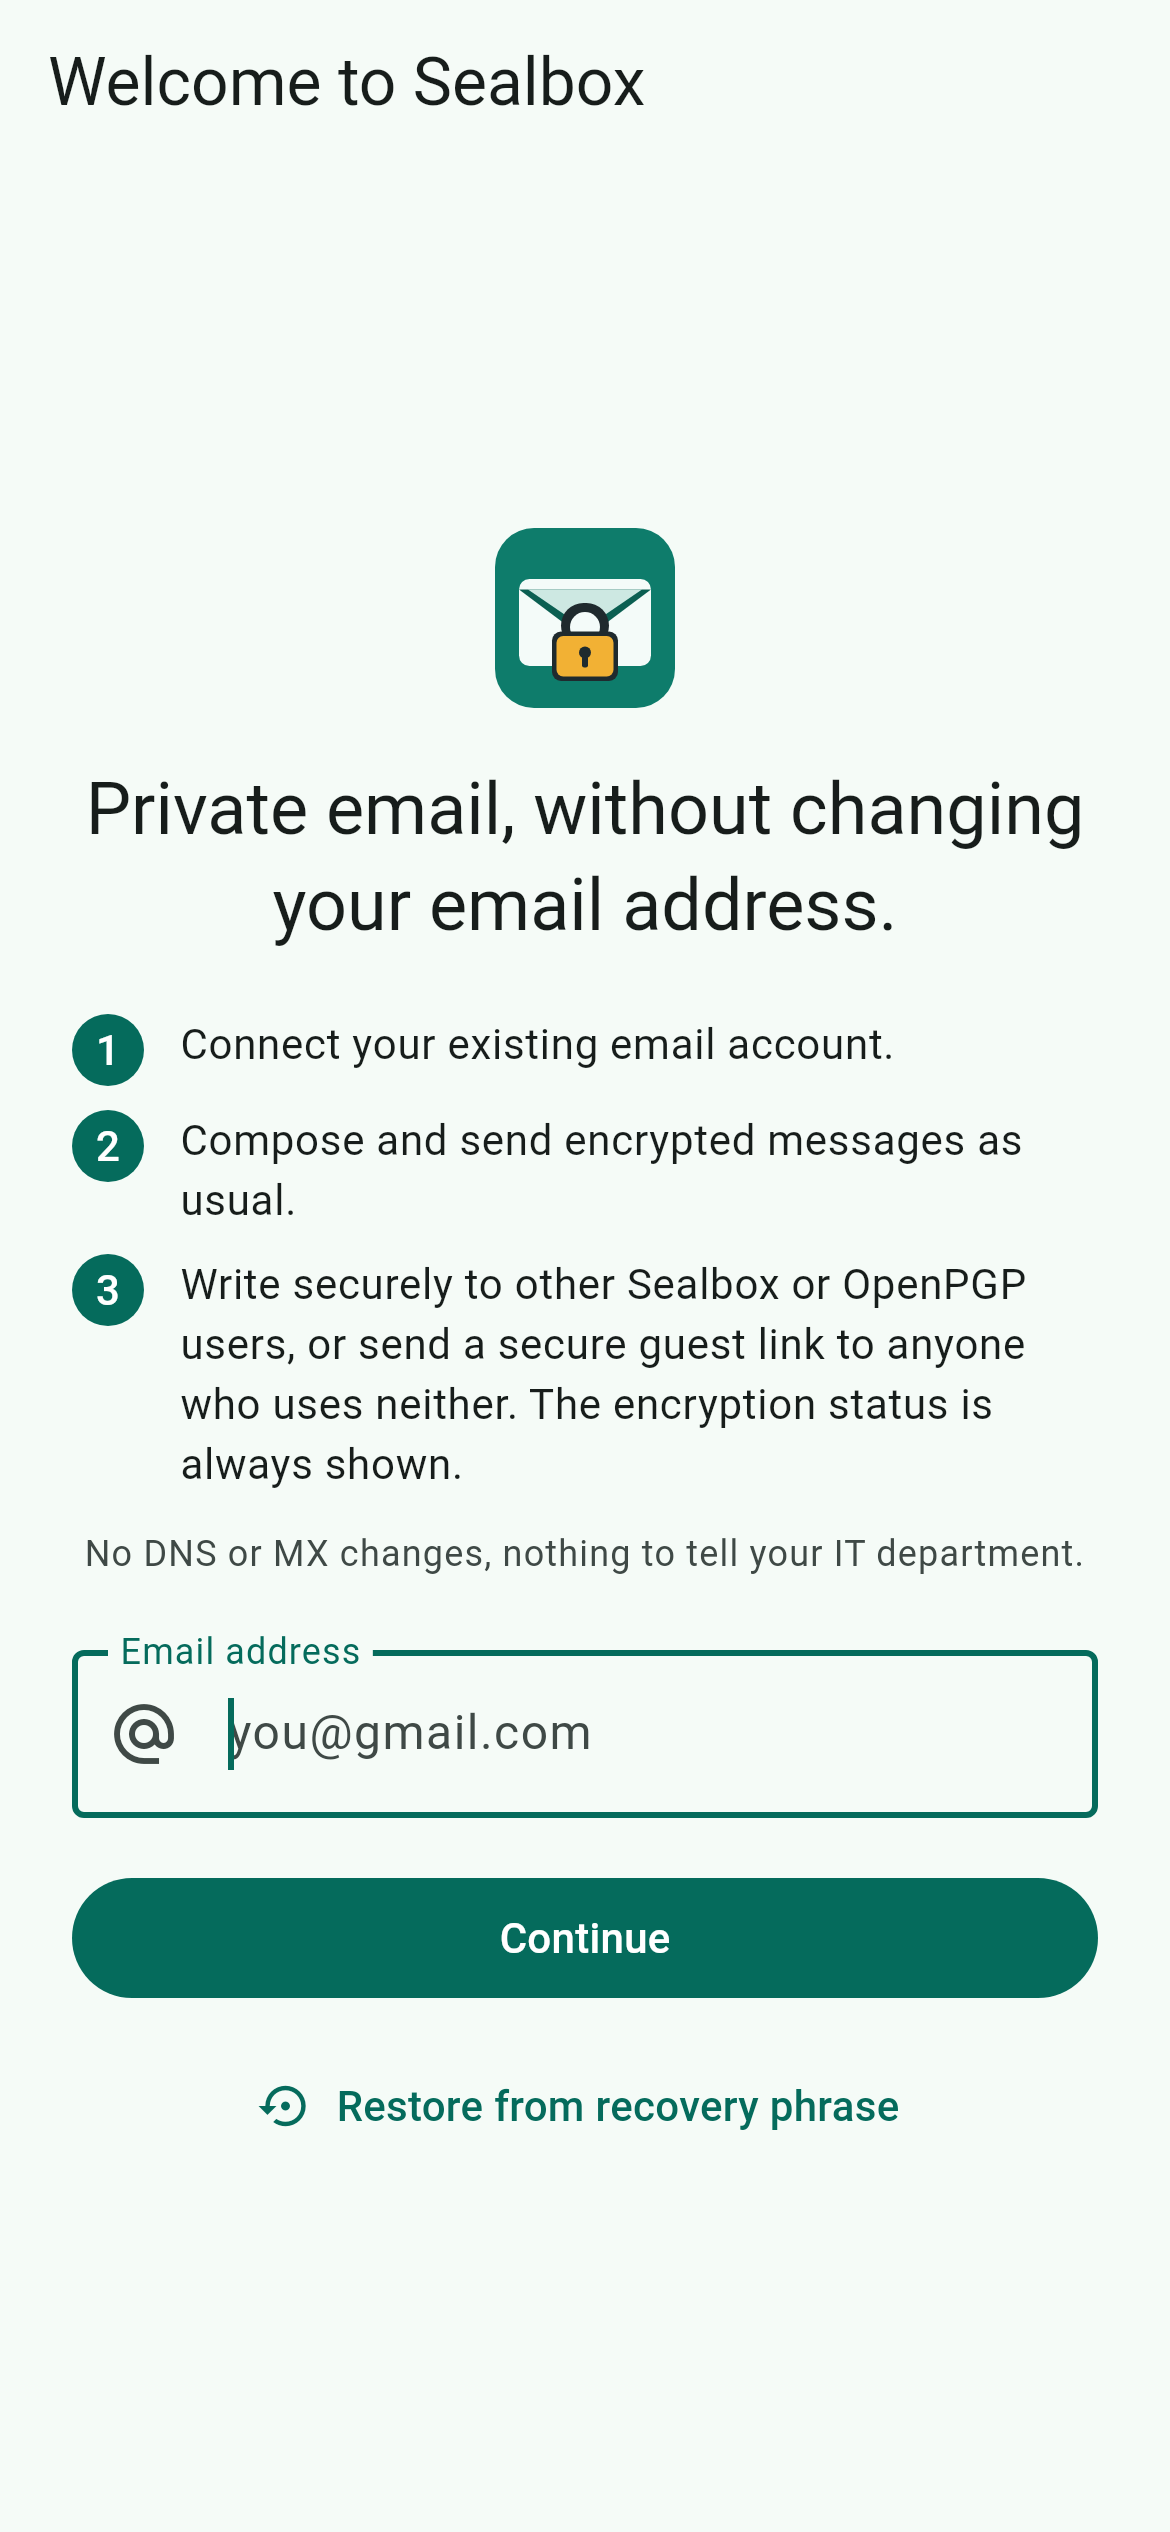 Welcome to Sealbox
Private email, without changing
your email address.
1 Connect your existing email account.
2 Compose and send encrypted messages as
usual.
3 Write securely to other Sealbox or OpenPGP
users, or send a secure guest link to anyone
who uses neither. The encryption status is
always shown.
No DNS or MX changes, nothing to tell your IT department.
Email address
you@gmail.com
Continue
Restore from recovery phrase